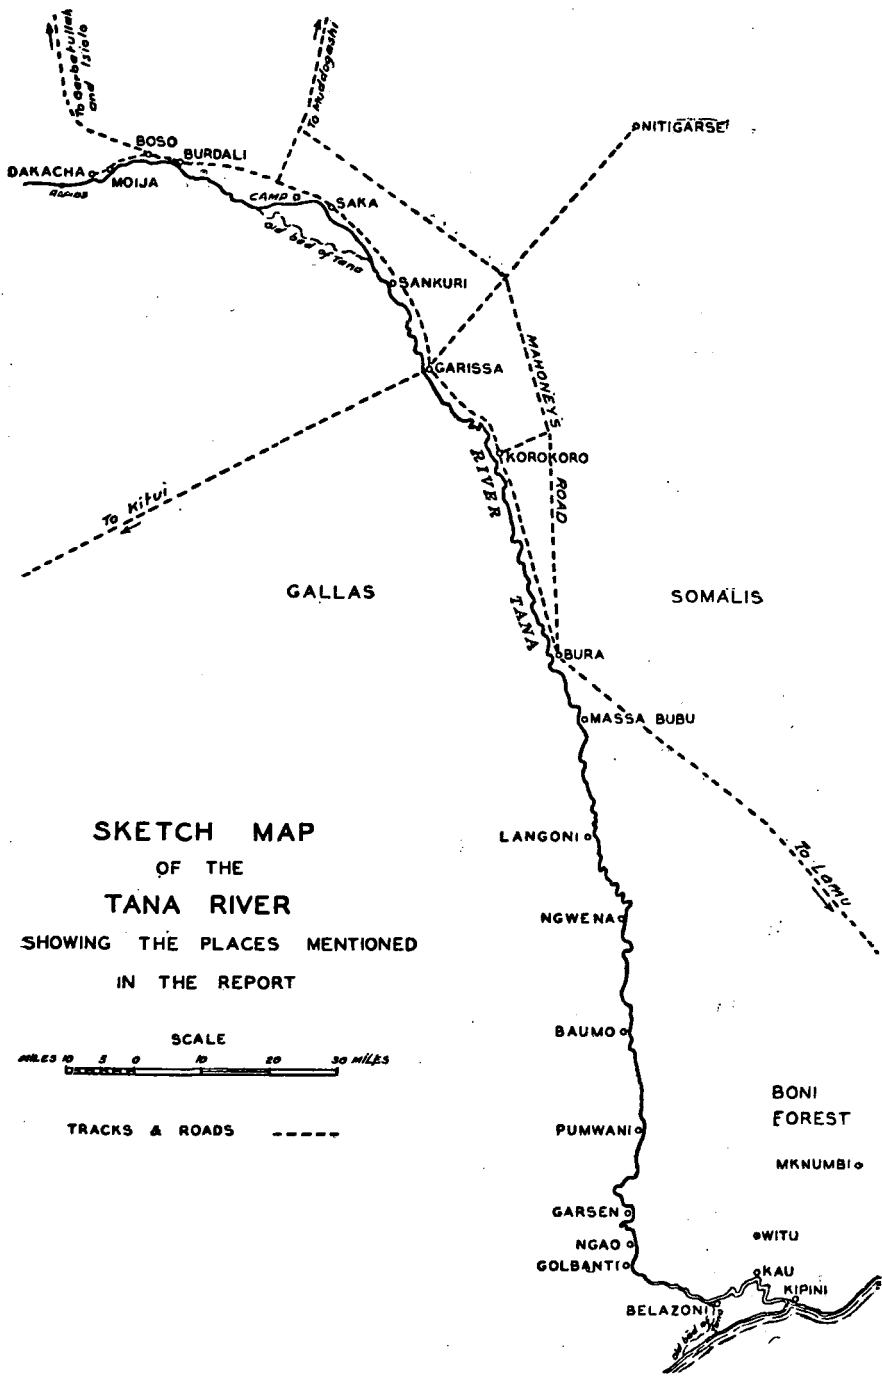 To Garbatullah
and Isiolo
To Muddogashi
NITIGARSE
BOSO
BURDALI
DAKACHA
MOIJA
RAPIDS
CAMP
SAKA
Old bed of Tana
SANKURI
MAHONEY'S
ROAD
GARISSA
KOROKORO
RIVER
TANA
To Kitui
GALLAS
SOMALIS
BURA
MASSA BUBU
SKETCH MAP
OF THE
TANA RIVER
SHOWING THE PLACES MENTIONED
IN THE REPORT
LANGONI
To Lamu
NGWENA
SCALE
MILES 10 5 0 10 20 30 MILES
BAUMO
TRACKS & ROADS
PUMWANI
BONI
FOREST
MKNUMBI
GARSEN
NGAO
WITU
GOLBANTI
KAU
KIPINI
BELAZONI
Old bed of